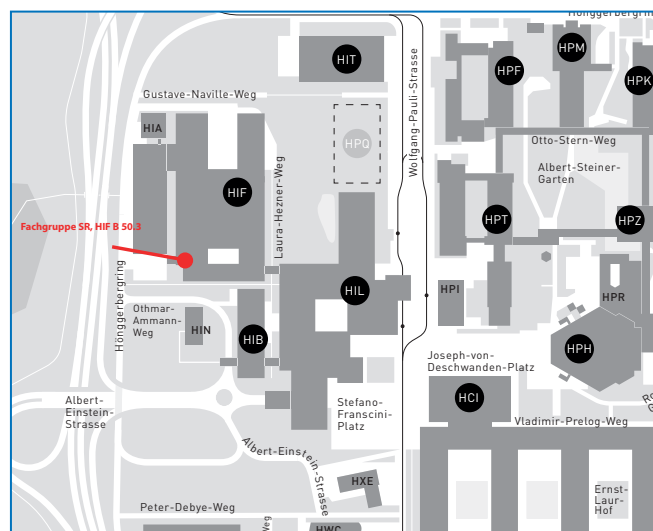 Hönggerbergring
HIT
HPF
HPM
HPK
Wolfgang-Pauli-Strasse
Gustave-Naville-Weg
HIA
HPQ
Otto-Stern-Weg
Albert-Steiner-
Garten
HIF
Laura-Hezner-Weg
HPT
HPZ
Fachgruppe SR, HIF B 50.3
Hönggerbergring
HIL
HPI
HPR
Othmar-
Ammann-
Weg
HIN
HIB
HPH
Joseph-von-
Deschwanden-Platz
HCI
Albert-
Einstein-
Strasse
Stefano-
Franscini-
Platz
Vladimir-Prelog-Weg
Albert-Einstein-Strasse
HXE
Ernst-
Laur-
Hof
Peter-Debye-Weg
HWC